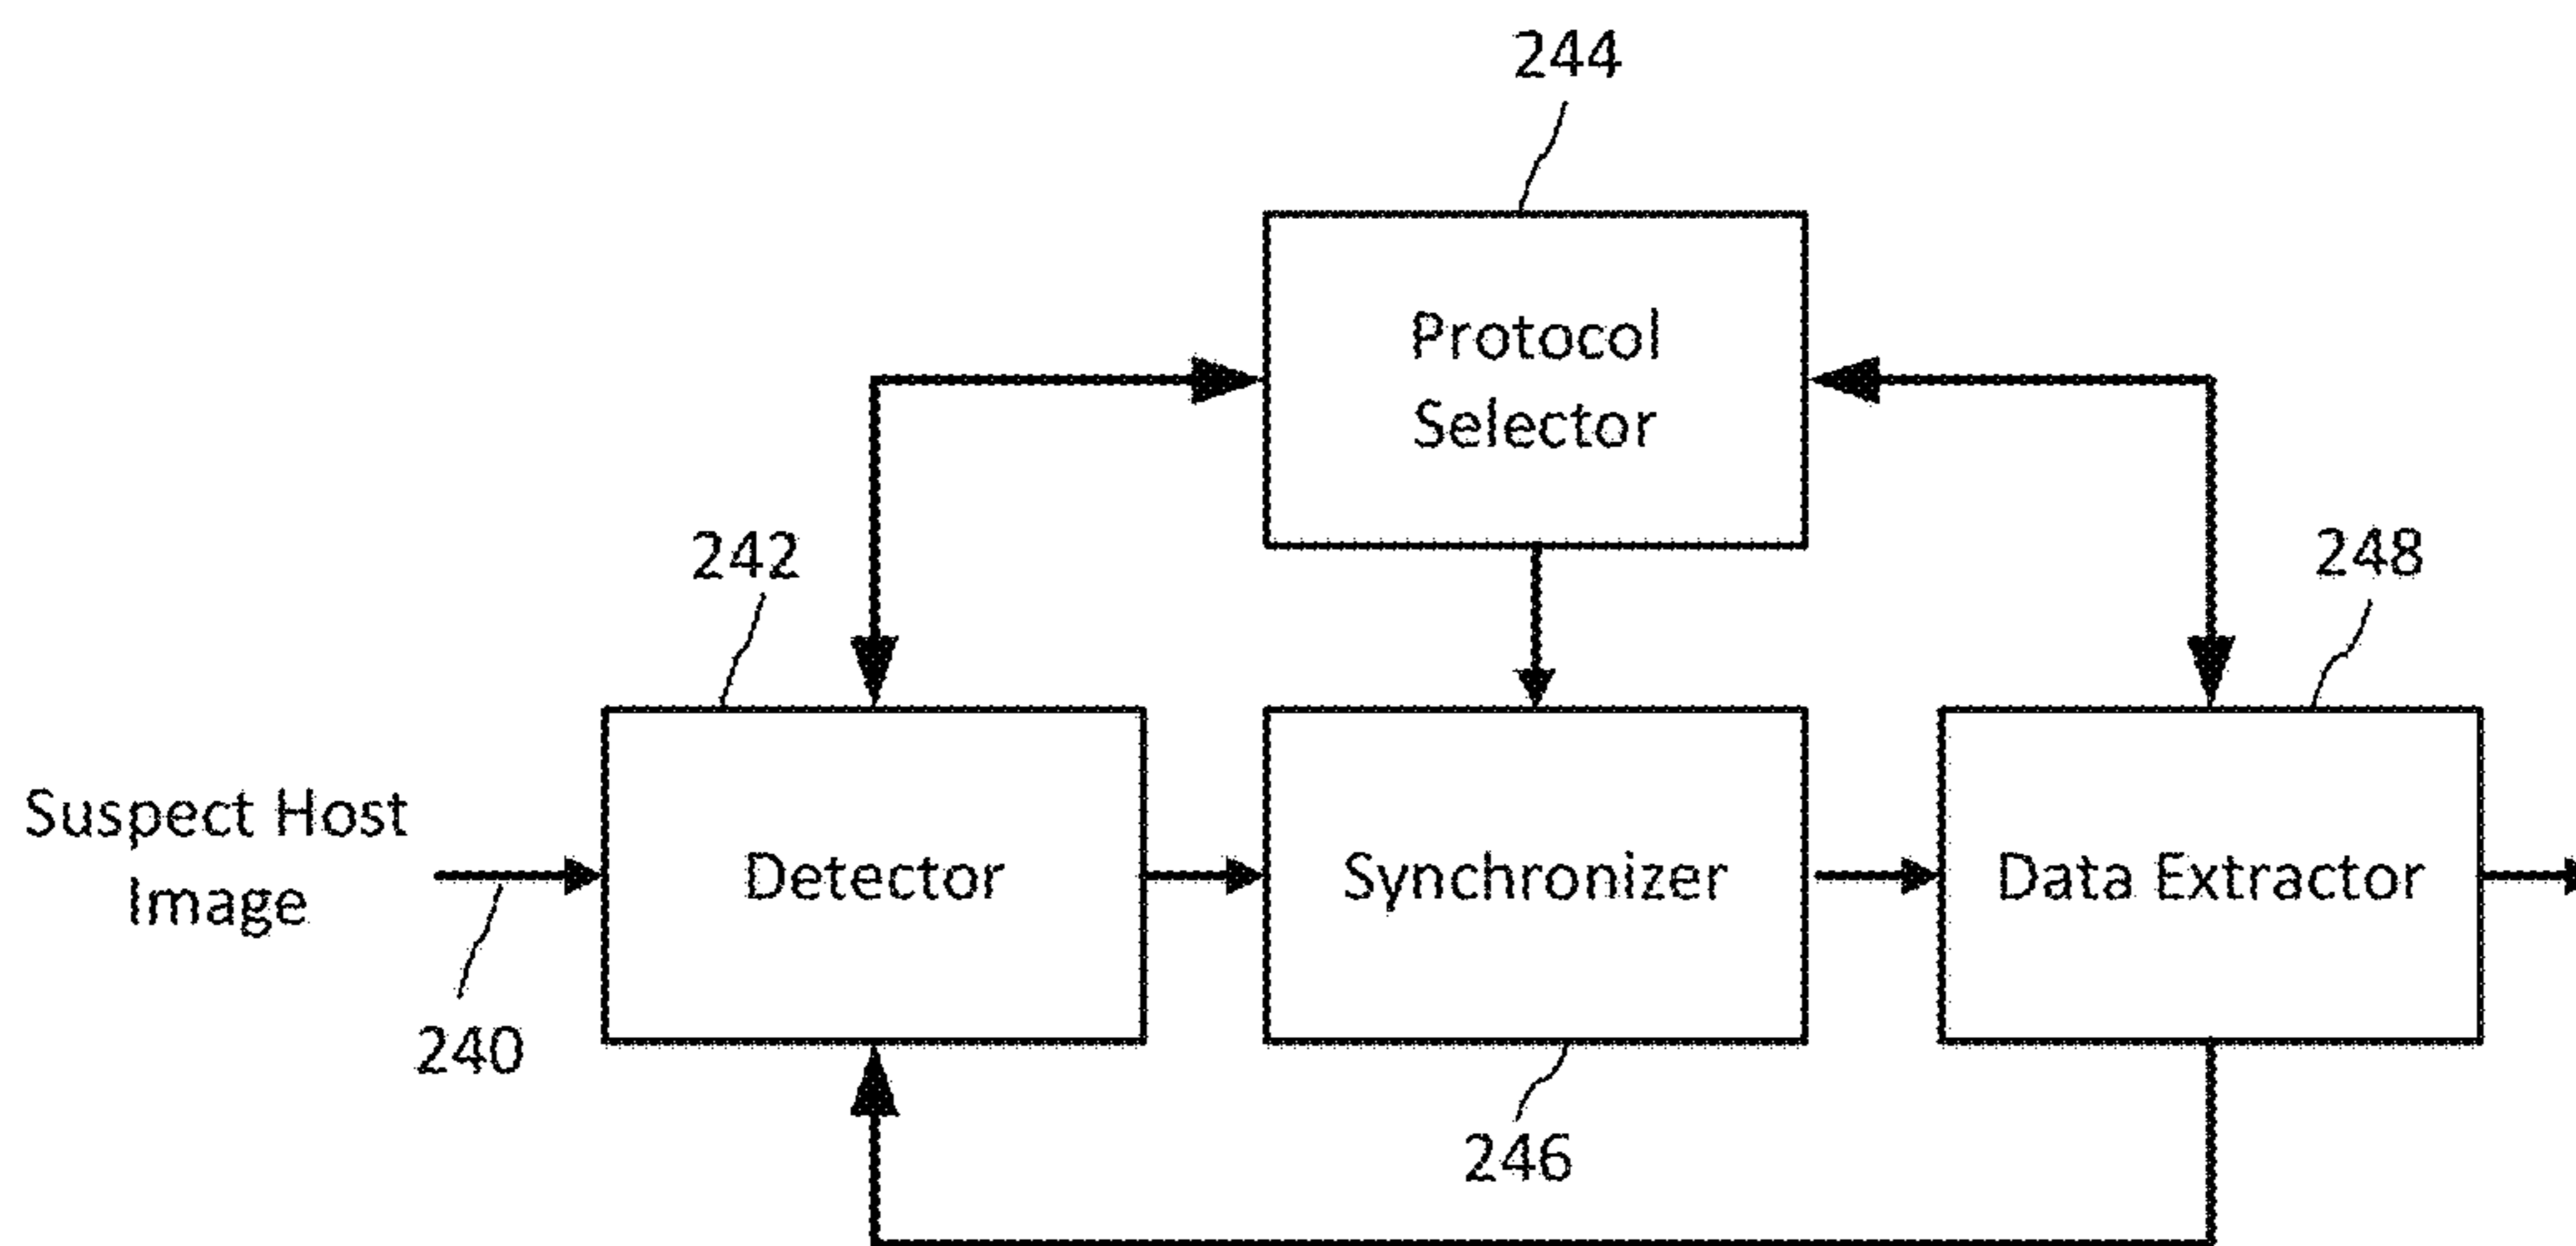 244
Protocol
Selector
242
248
Suspect Host
Image
Detector
Synchronizer
Data Extractor
240
246